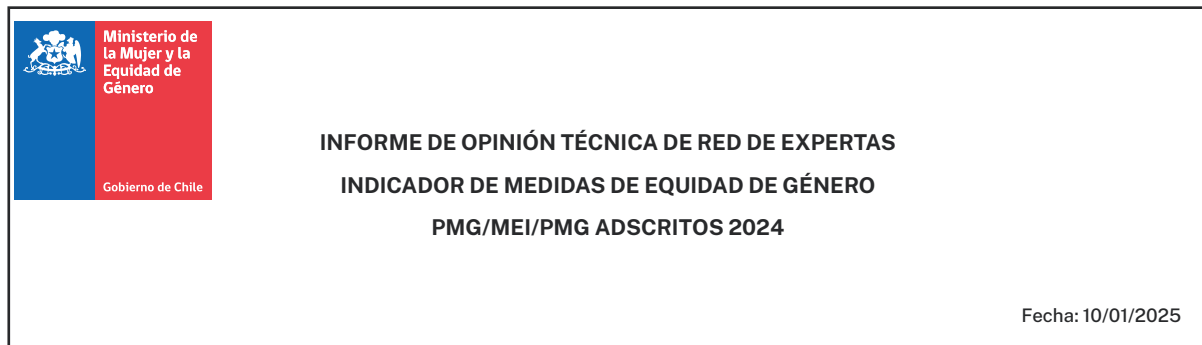 Ministerio de
la Mujer y la
Equidad de
Género
Gobierno de Chile
INFORME DE OPINIÓN TÉCNICA DE RED DE EXPERTAS
INDICADOR DE MEDIDAS DE EQUIDAD DE GÉNERO
PMG/MEI/PMG ADSCRITOS 2024
Fecha: 10/01/2025